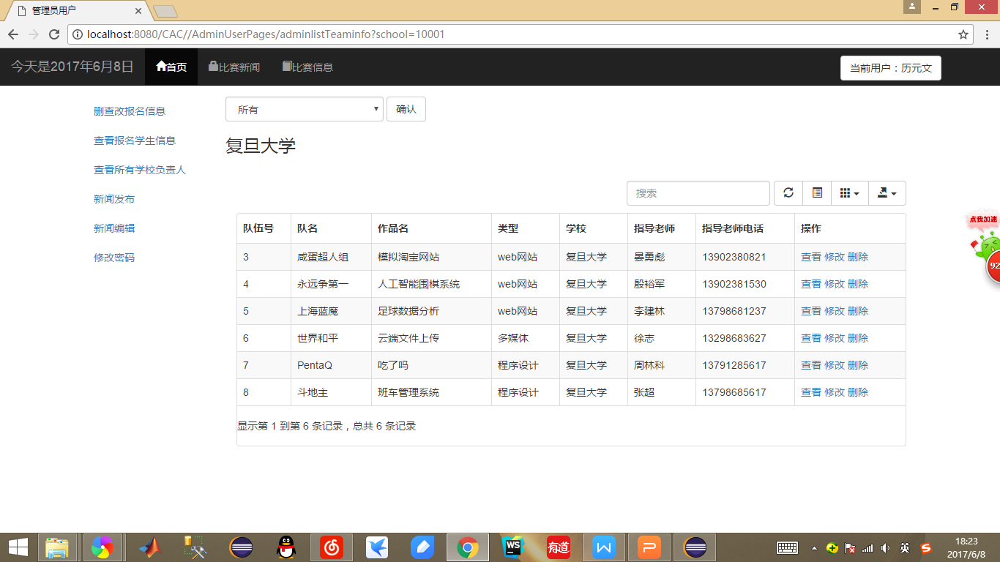 管理员用户
localhost:8080/CAC//AdminUserPages/adminlistTeaminfo?school=10001
今天是2017年6月8日 首页 比赛新闻 比赛信息 当前用户：历元文
删查改报名信息
查看报名学生信息
查看所有学校负责人
新闻发布
新闻编辑
修改密码
所有 确认
复旦大学
搜索
队伍号 队名 作品名 类型 学校 指导老师 指导老师电话 操作
3 咸蛋超人组 模拟淘宝网站 web网站 复旦大学 晏勇彪 13902380821 查看 修改 删除
4 永远争第一 人工智能围棋系统 web网站 复旦大学 殷裕军 13902381530 查看 修改 删除
5 上海蓝魔 足球数据分析 web网站 复旦大学 李建林 13798681237 查看 修改 删除
6 世界和平 云端文件上传 多媒体 复旦大学 徐志 13298683627 查看 修改 删除
7 PentaQ 吃了吗 程序设计 复旦大学 周林科 13791285617 查看 修改 删除
8 斗地主 班车管理系统 程序设计 复旦大学 张超 13798685617 查看 修改 删除
显示第 1 到第 6 条记录，总共 6 条记录
点我加速
92
WS
有道
英
18:23
2017/6/8